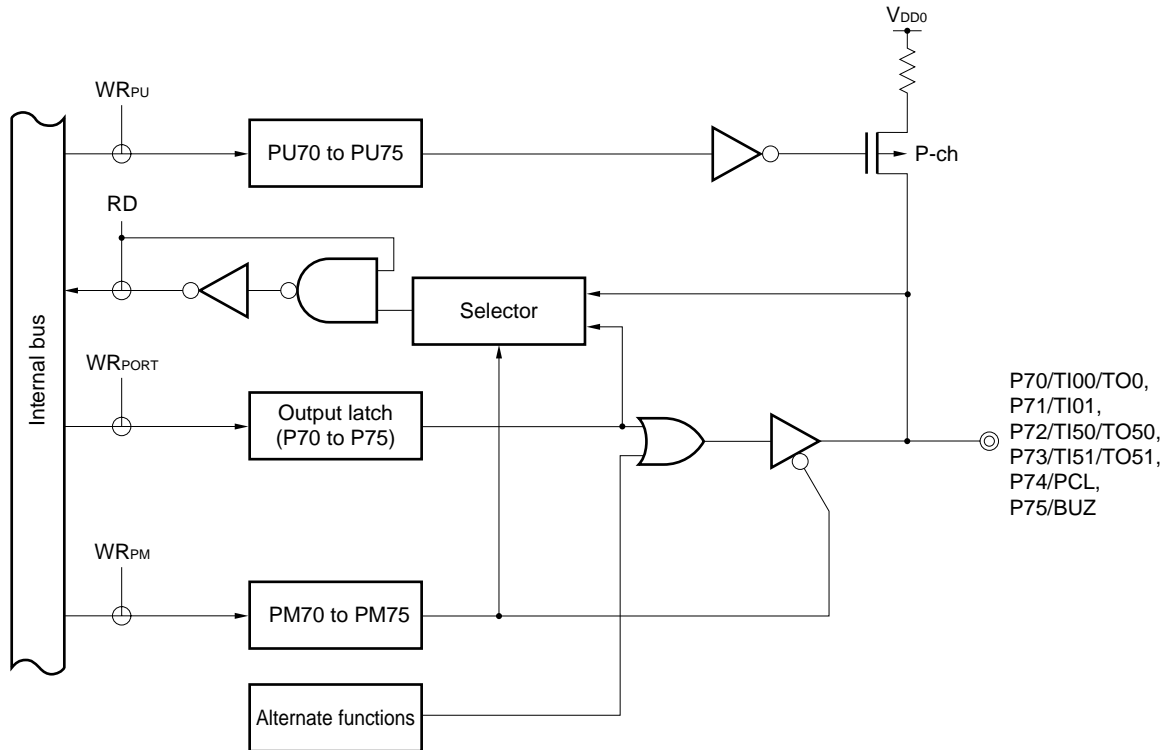 VDD0
WRPU
PU70 to PU75
P-ch
RD
Selector
Internal bus
WRPORT
Output latch
(P70 to P75)
P70/TI00/TO0,
P71/TI01,
P72/TI50/TO50,
P73/TI51/TO51,
P74/PCL,
P75/BUZ
WRPM
PM70 to PM75
Alternate functions